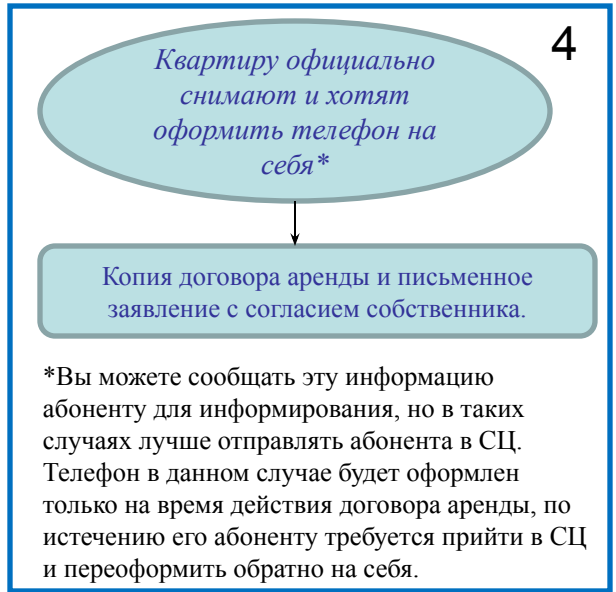 4
Квартиру официально
снимают и хотят
оформить телефон на
себя*
Копия договора аренды и письменное
заявление с согласием собственника.
*Вы можете сообщать эту информацию
абоненту для информирования, но в таких
случаях лучше отправлять абонента в СЦ.
Телефон в данном случае будет оформлен
только на время действия договора аренды, по
истечению его абоненту требуется прийти в СЦ
и переоформить обратно на себя.